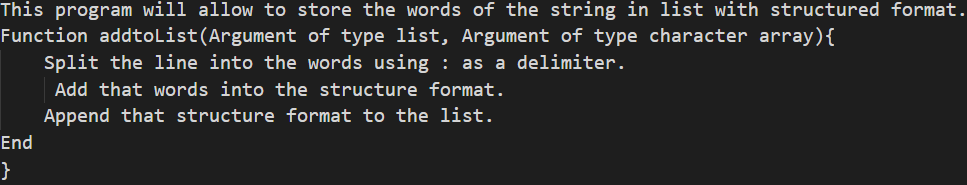 This program will allow to store the words of the string in list with structured format.
Function addtoList(Argument of type list, Argument of type character array){
    Split the line into the words using : as a delimiter.
     Add that words into the structure format.
    Append that structure format to the list.
End
}